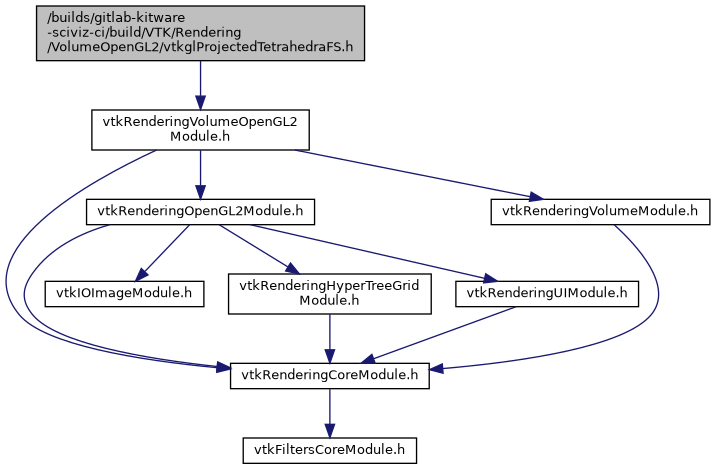 /builds/gitlab-kitware
-sciviz-ci/build/VTK/Rendering
/VolumeOpenGL2/vtkglProjectedTetrahedraFS.h
vtkRenderingVolumeOpenGL2
Module.h
vtkRenderingOpenGL2Module.h
vtkRenderingVolumeModule.h
vtkIOImageModule.h
vtkRenderingHyperTreeGrid
Module.h
vtkRenderingUIModule.h
vtkRenderingCoreModule.h
vtkFiltersCoreModule.h